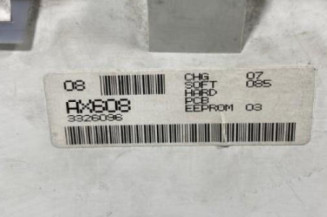 08
AX608
3326096
CHG 07
SOFT 085
HARD
PCB
EEPROM 03